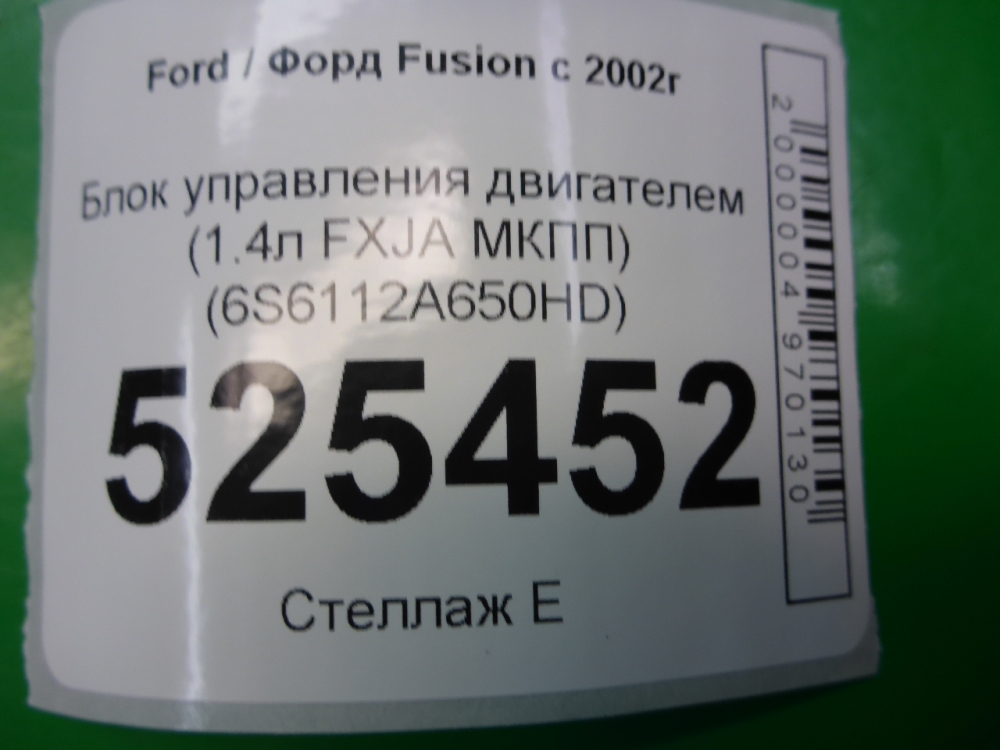 Ford / Форд Fusion с 2002г
Блок управления двигателем
(1.4л FXJA МКПП)
(6S6112A650HD)
525452
Стеллаж E
2000004970130